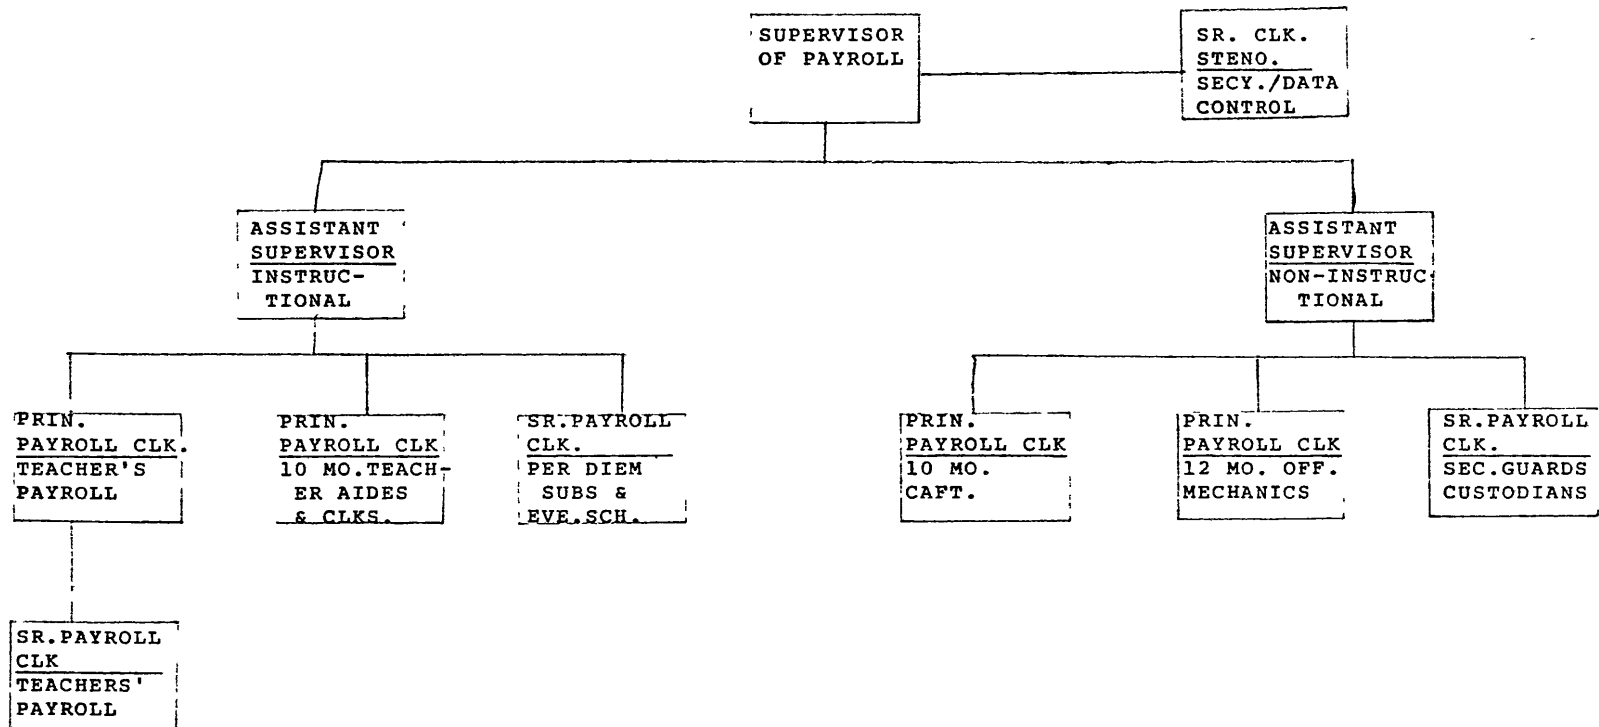 SUPERVISOR
OF PAYROLL
SR. CLK.
STENO.
SECY./DATA
CONTROL
ASSISTANT
SUPERVISOR
INSTRUC-
TIONAL
ASSISTANT
SUPERVISOR
NON-INSTRUC-
TIONAL
PRIN.
PAYROLL CLK.
TEACHER'S
PAYROLL
PRIN.
PAYROLL CLK
10 MO.TEACH-
ER AIDES
& CLKS.
SR.PAYROLL
CLK.
PER DIEM
SUBS &
EVE.SCH.
PRIN.
PAYROLL CLK
10 MO.
CAFT.
PRIN.
PAYROLL CLK
12 MO. OFF.
MECHANICS
SR.PAYROLL
CLK.
SEC.GUARDS
CUSTODIANS
SR.PAYROLL
CLK
TEACHERS'
PAYROLL